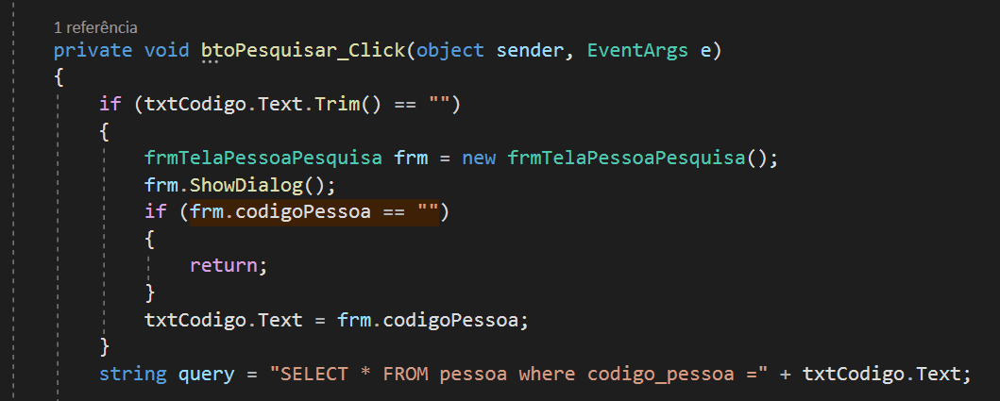 1 referência
private void btoPesquisar_Click(object sender, EventArgs e)
{
if (txtCodigo.Text.Trim() == "")
{
frmTelaPessoaPesquisa frm = new frmTelaPessoaPesquisa();
frm.ShowDialog();
if (frm.codigoPessoa == "")
{
return;
}
txtCodigo.Text = frm.codigoPessoa;
}
string query = "SELECT * FROM pessoa where codigo_pessoa =" + txtCodigo.Text;